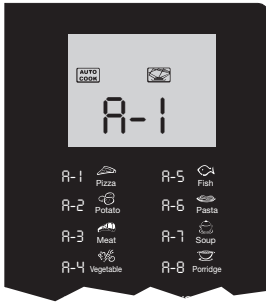 AUTO
COOK
A-1
A-1 Pizza
A-2 Potato
A-3 Meat
A-4 Vegetable
A-5 Fish
A-6 Pasta
A-7 Soup
A-8 Porridge